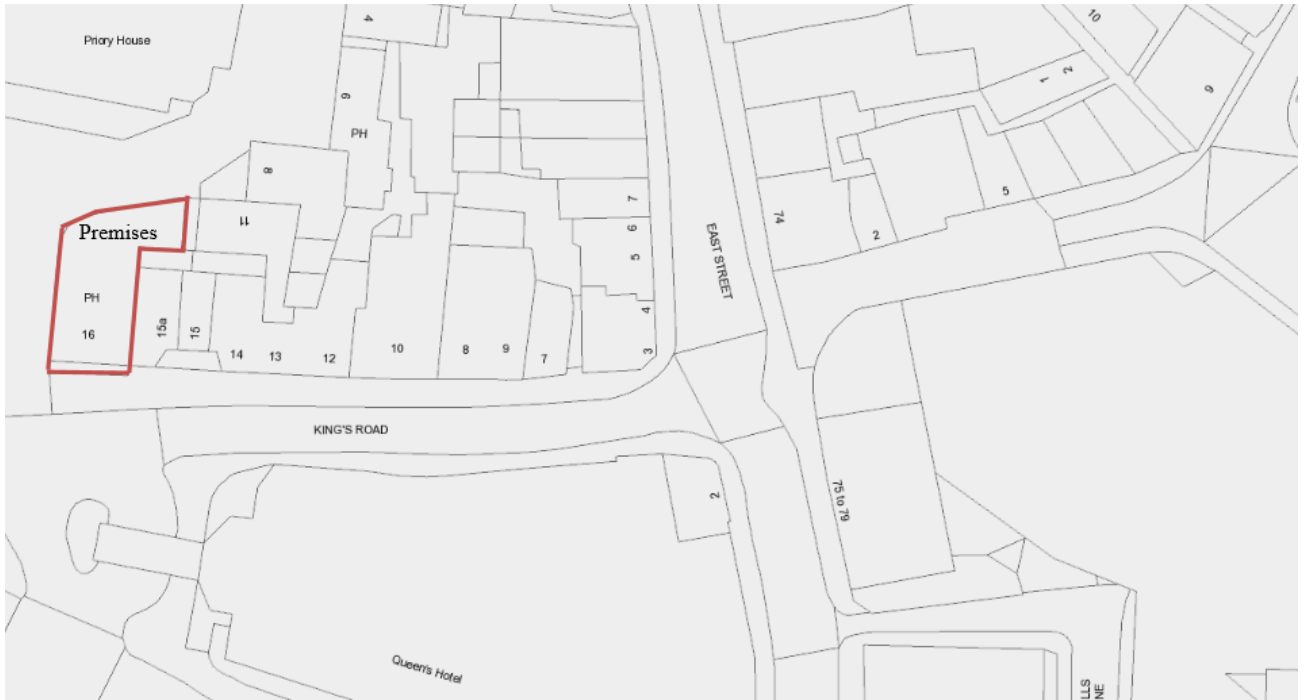 Priory House
4
10
1 2
9
9
PH
8
11
5
7
74
2
6
5
Premises
EAST STREET
PH
16
15a
15
14
13
12
10
8
9
7
4
3
KING'S ROAD
2
75 to 79
Queen's Hotel
LLS
NE